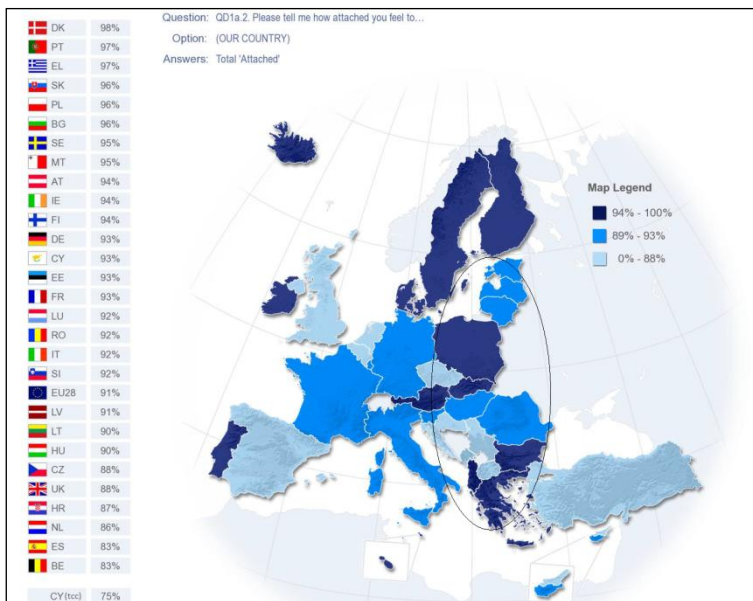 Question: QD1a.2. Please tell me how attached you feel to…
Option: (OUR COUNTRY)
Answers: Total 'Attached'
DK 98%
PT 97%
EL 97%
SK 96%
PL 96%
BG 96%
SE 95%
MT 95%
AT 94%
IE 94%
FI 94%
DE 93%
CY 93%
EE 93%
FR 93%
LU 92%
RO 92%
IT 92%
SI 92%
EU28 91%
LV 91%
LT 90%
HU 90%
CZ 88%
UK 88%
HR 87%
NL 86%
ES 83%
BE 83%
CY (tcc) 75%
Map Legend
94% - 100%
89% - 93%
0% - 88%